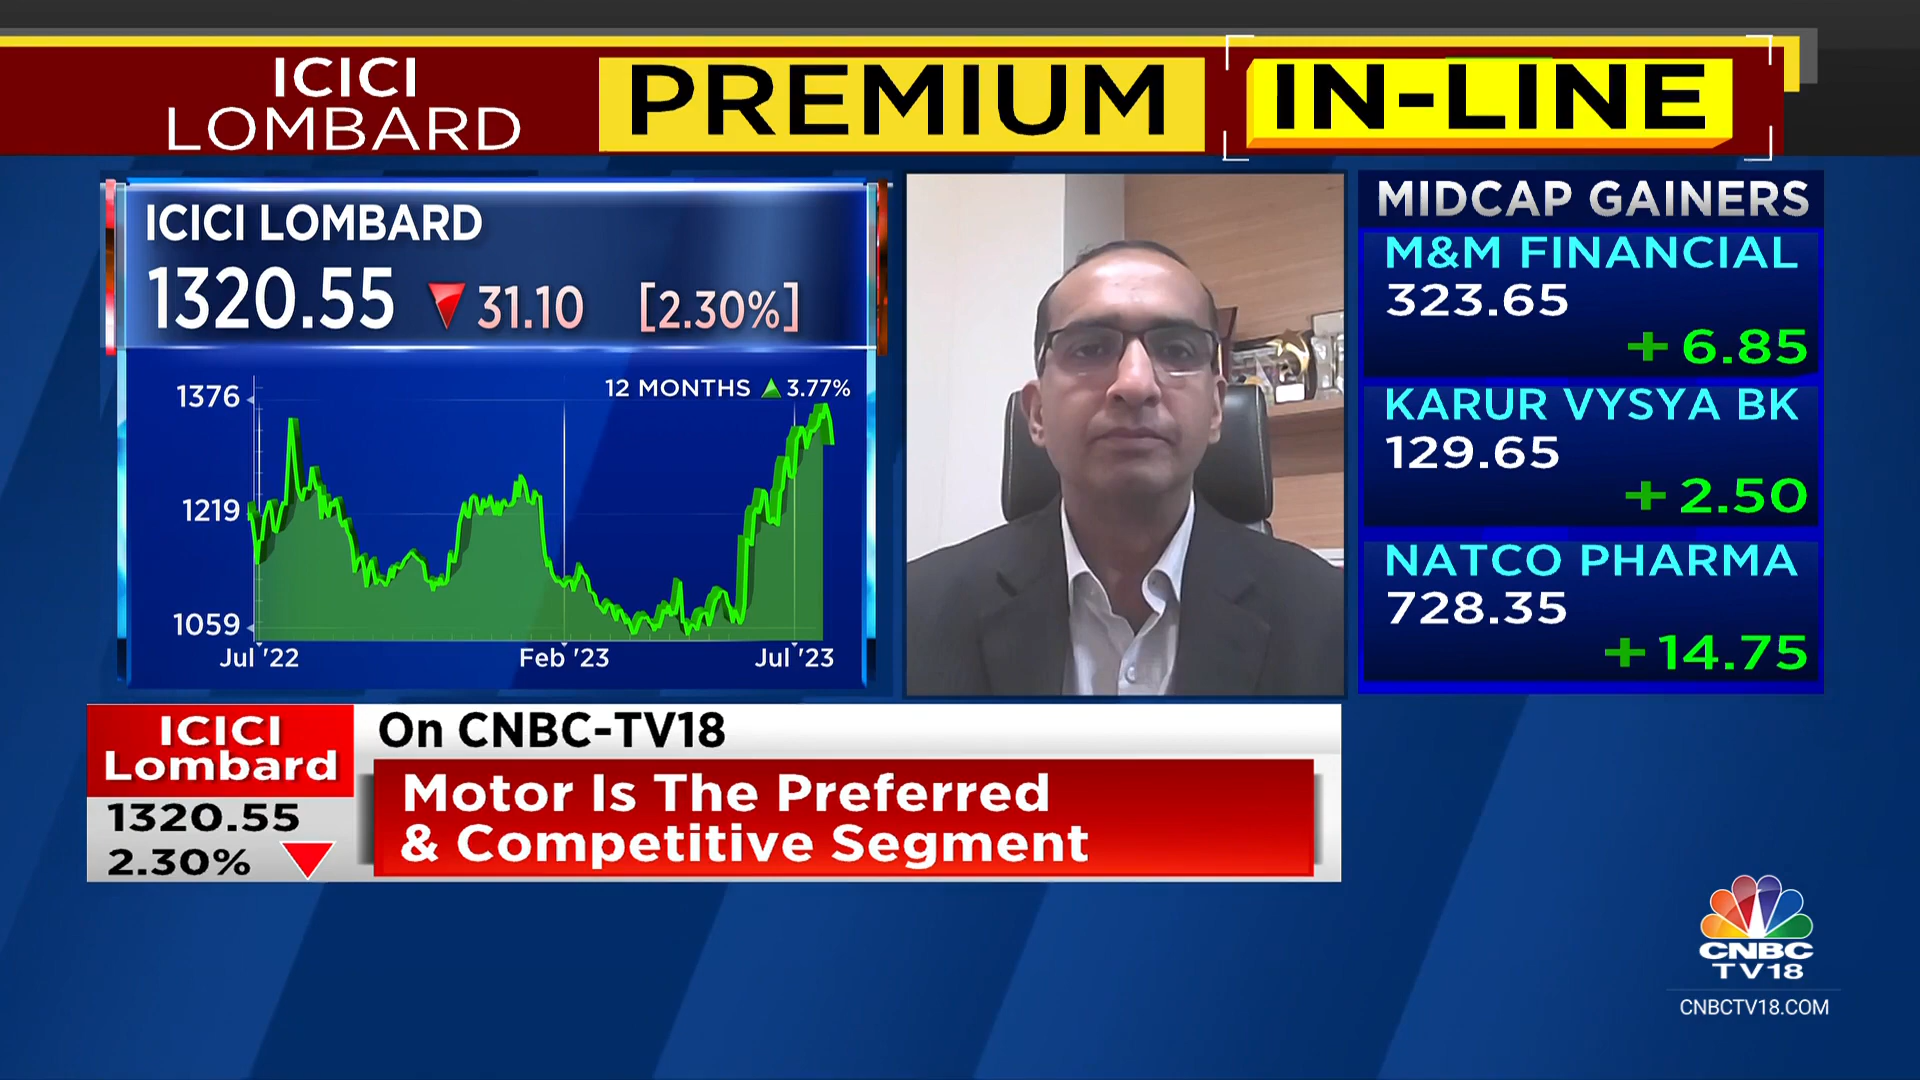 ICICI
LOMBARD
PREMIUM
IN-LINE
ICICI LOMBARD
1320.55 ▼ 31.10 [2.30%]
12 MONTHS ▲ 3.77%
1376
1219
1059
Jul '22
Feb '23
Jul '23
MIDCAP GAINERS
M&M FINANCIAL
323.65
+ 6.85
KARUR VYSYA BK
129.65
+ 2.50
NATCO PHARMA
728.35
+ 14.75
ICICI
Lombard
1320.55
2.30% ▼
On CNBC-TV18
Motor Is The Preferred
& Competitive Segment
CNBC
TV18
CNBCTV18.COM